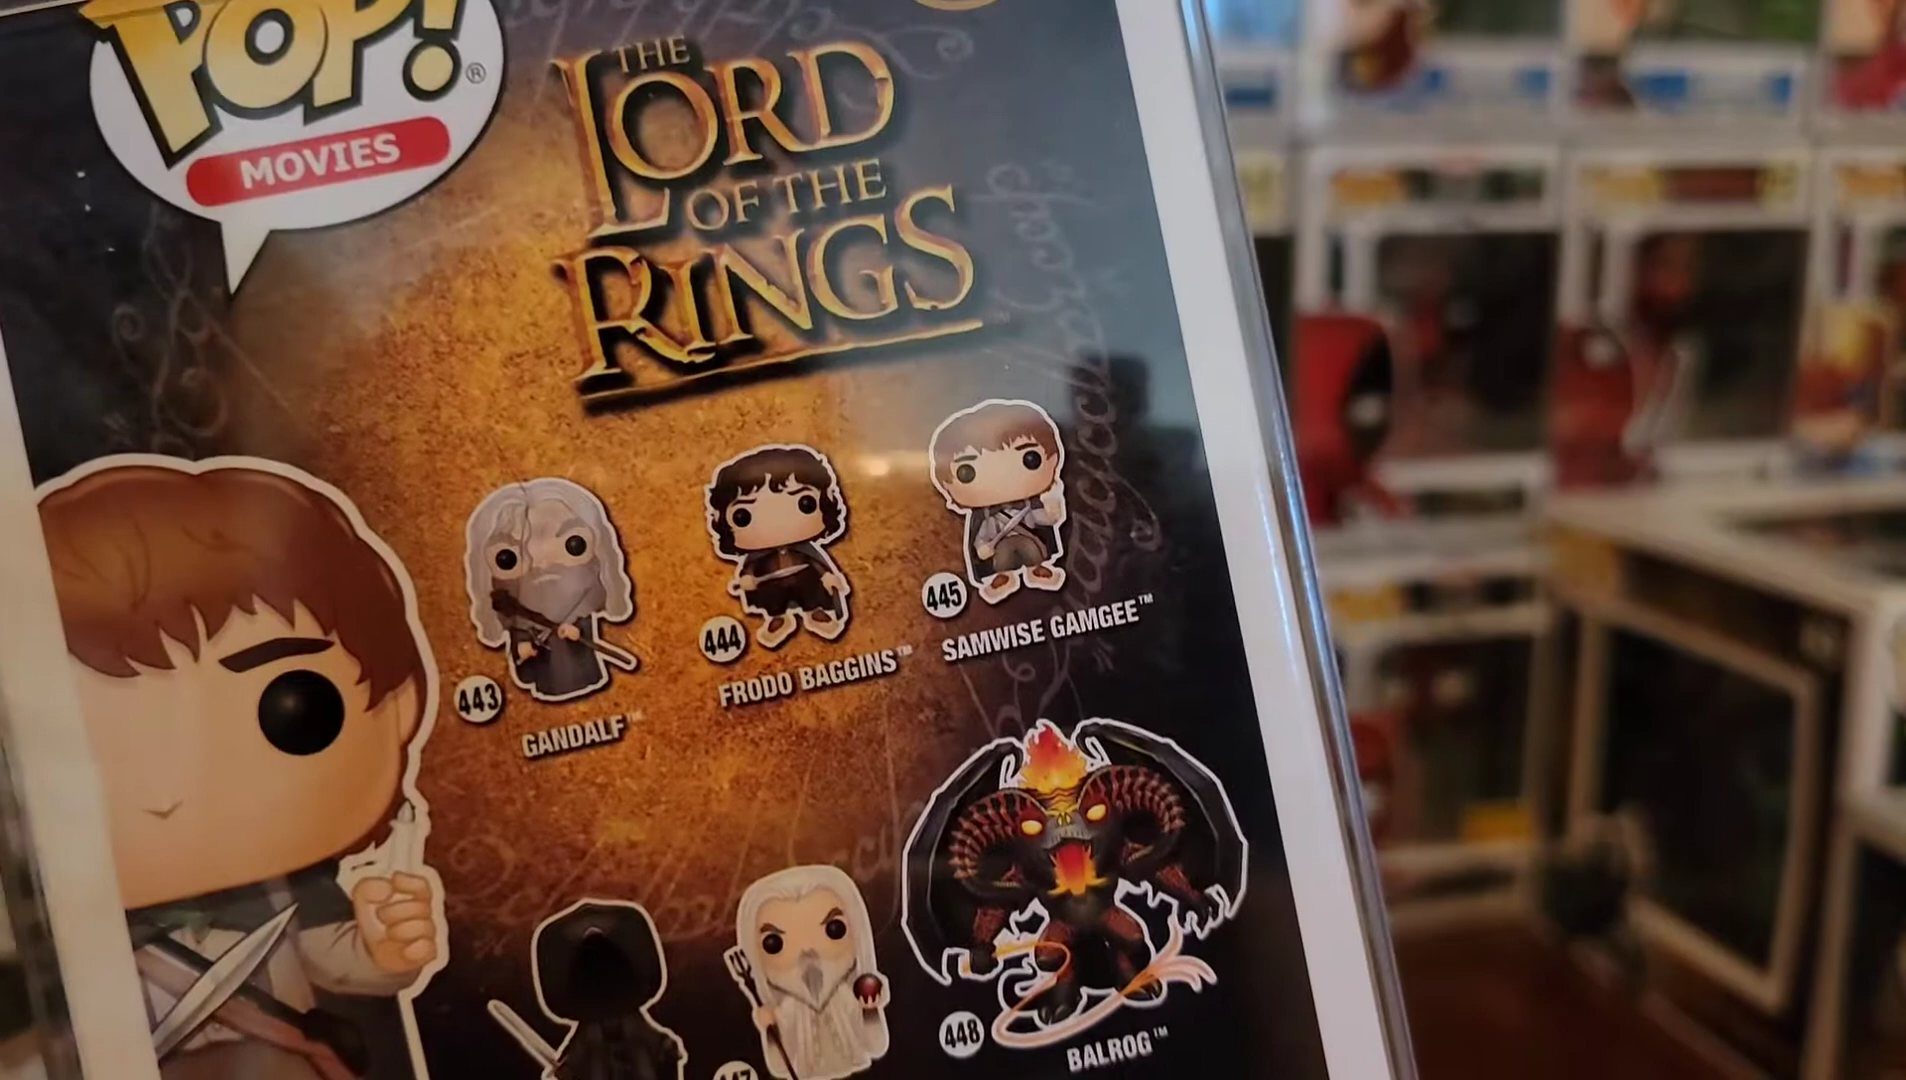 POP!®
MOVIES
THE
LORD
OF THE
RINGS
443
GANDALF™
444
FRODO BAGGINS™
445
SAMWISE GAMGEE™
448
BALROG™